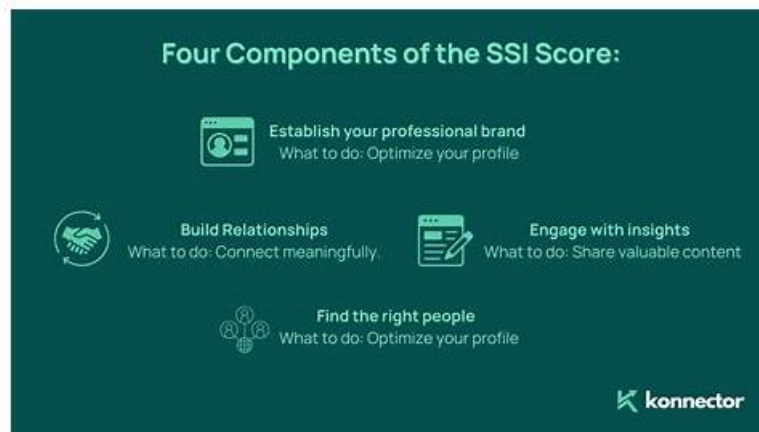 Four Components of the SSI Score:
Establish your professional brand
What to do: Optimize your profile
Build Relationships
What to do: Connect meaningfully.
Engage with insights
What to do: Share valuable content
Find the right people
What to do: Optimize your profile
konnector